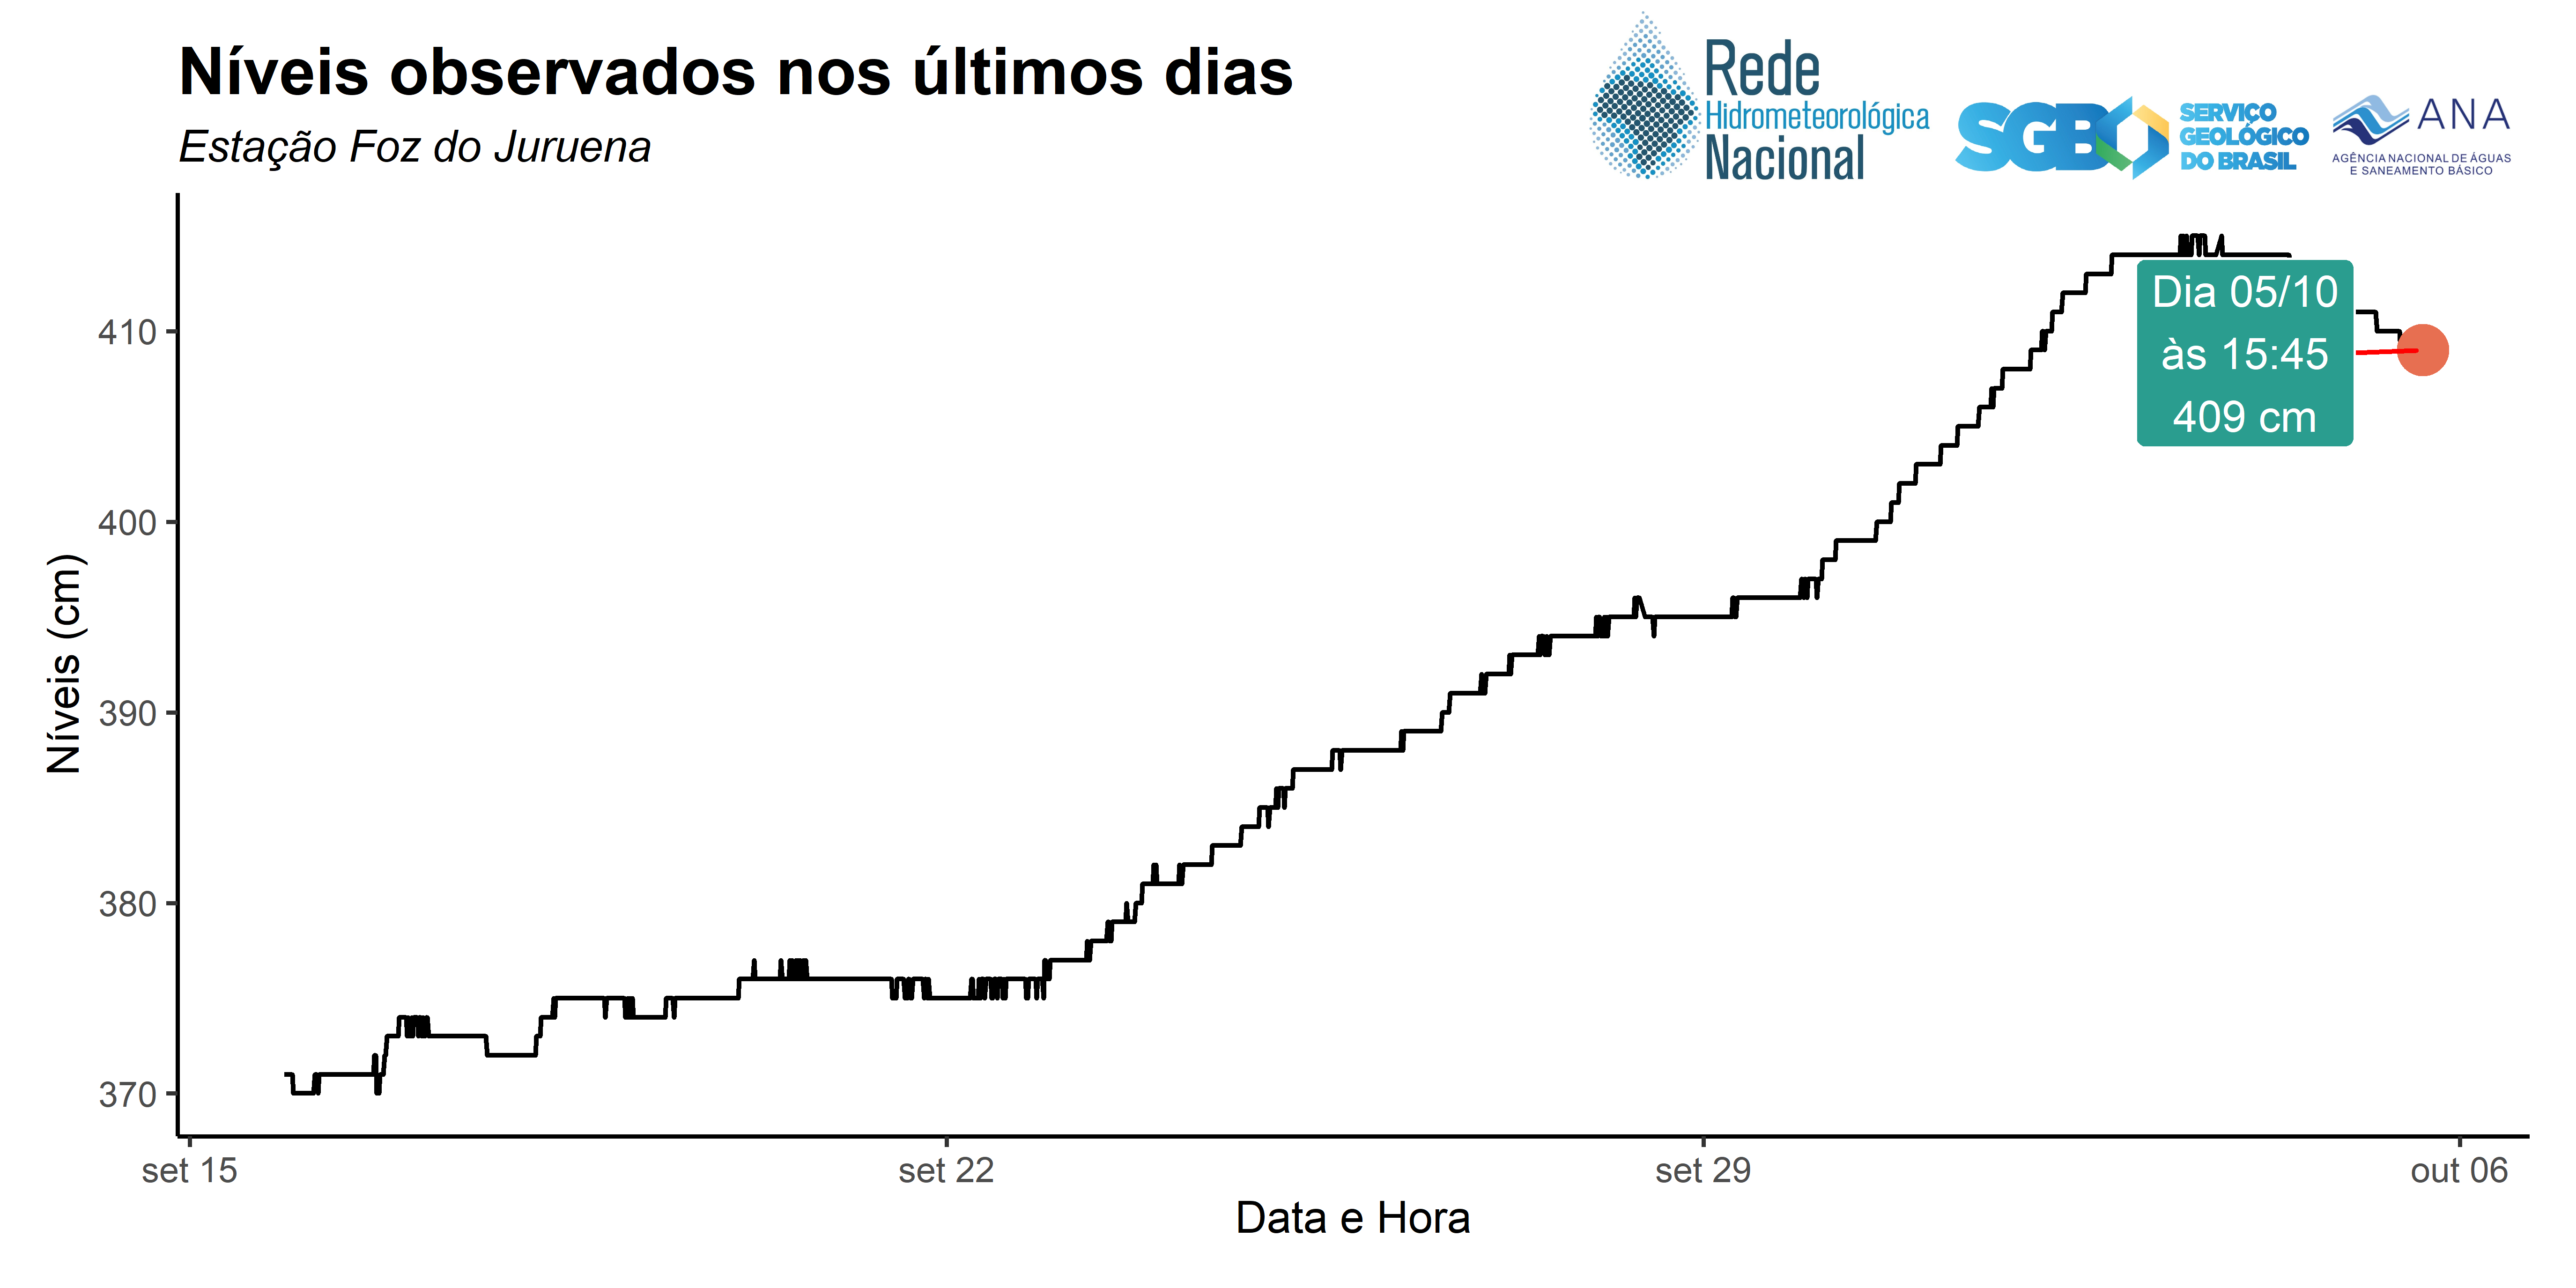 Níveis observados nos últimos dias
Estação Foz do Juruena
Rede
Hidrometeorológica
Nacional
SGB
SERVIÇO
GEOLÓGICO
DO BRASIL
ANA
AGÊNCIA NACIONAL DE ÁGUAS
E SANEAMENTO BÁSICO
Dia 05/10
às 15:45
409 cm
410
400
390
380
370
Níveis (cm)
set 15
set 22
set 29
out 06
Data e Hora